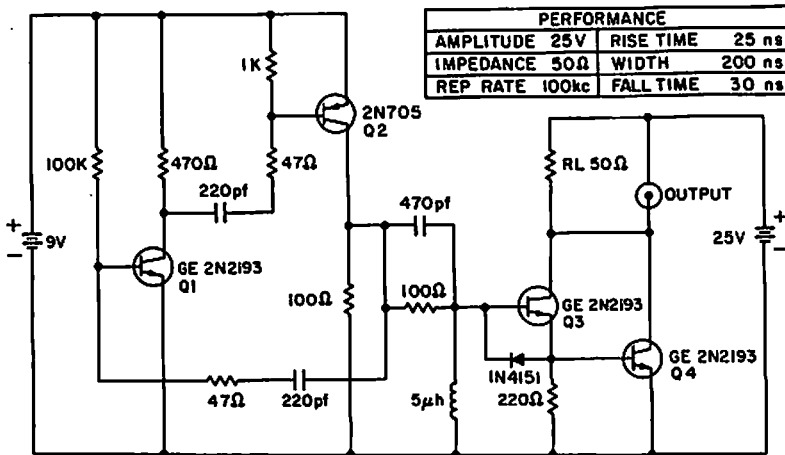 PERFORMANCE
AMPLITUDE 25V RISE TIME 25 ns
IMPEDANCE 50Ω WIDTH 200 ns
REP RATE 100kc FALL TIME 30 ns
1K
2N705
Q2
100K
470Ω
47Ω
RL 50Ω
220pf
470pf
OUTPUT
+
-
9V
+
-
25V
GE 2N2193
Q1
100Ω
100Ω
GE 2N2193
Q3
GE 2N2193
Q4
1N4151
47Ω
220pf
5μh
220Ω